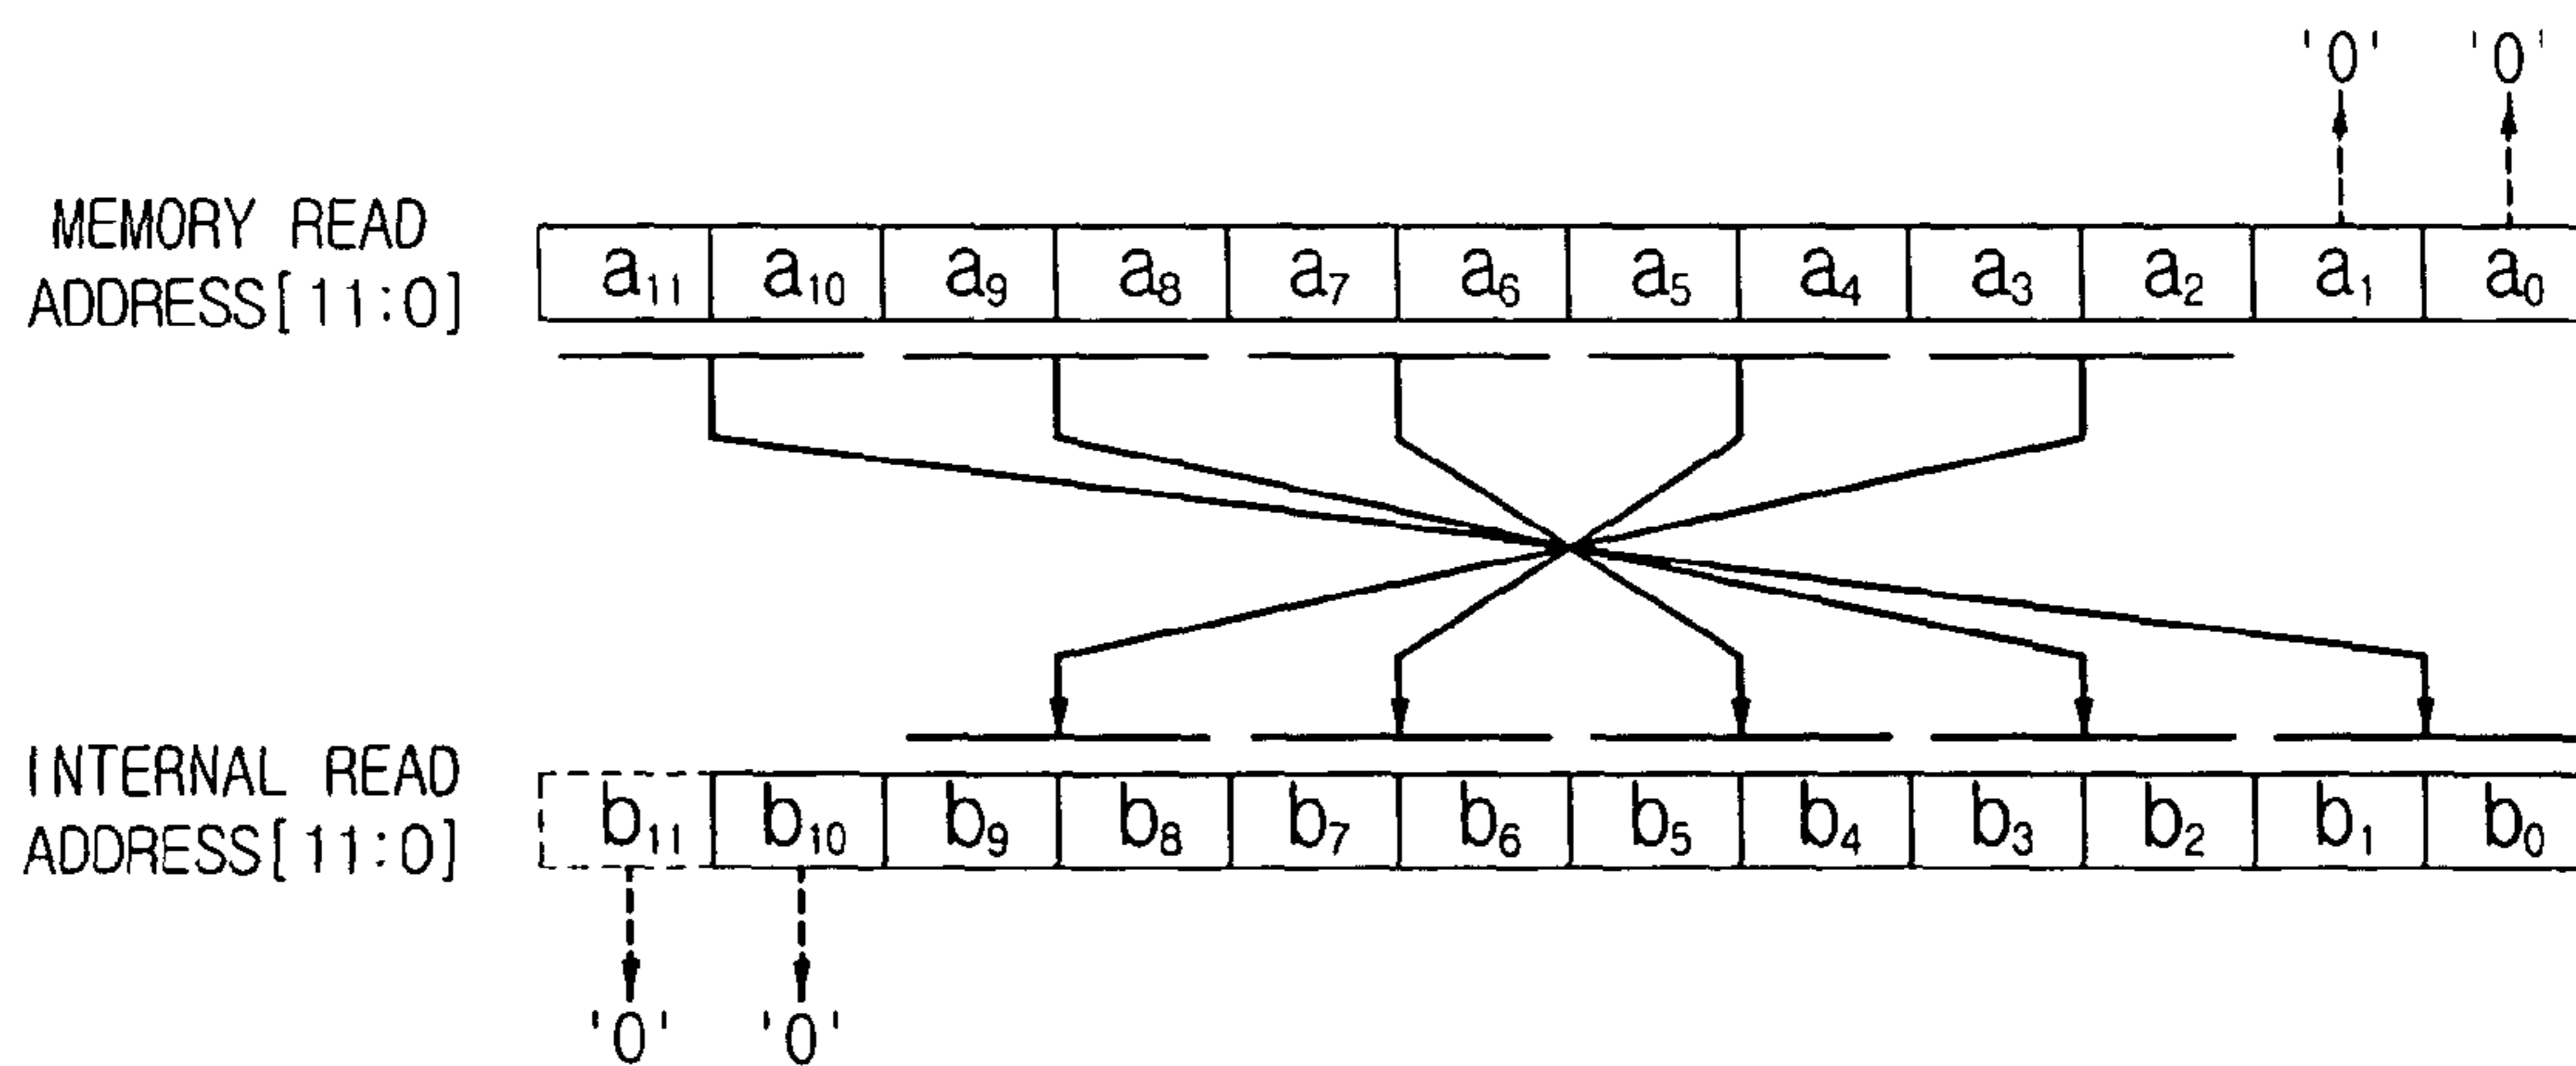 '0' '0'
MEMORY READ
ADDRESS[11:0]
a₁₁ a₁₀ a₉ a₈ a₇ a₆ a₅ a₄ a₃ a₂ a₁ a₀
INTERNAL READ
ADDRESS[11:0]
b₁₁ b₁₀ b₉ b₈ b₇ b₆ b₅ b₄ b₃ b₂ b₁ b₀
'0' '0'